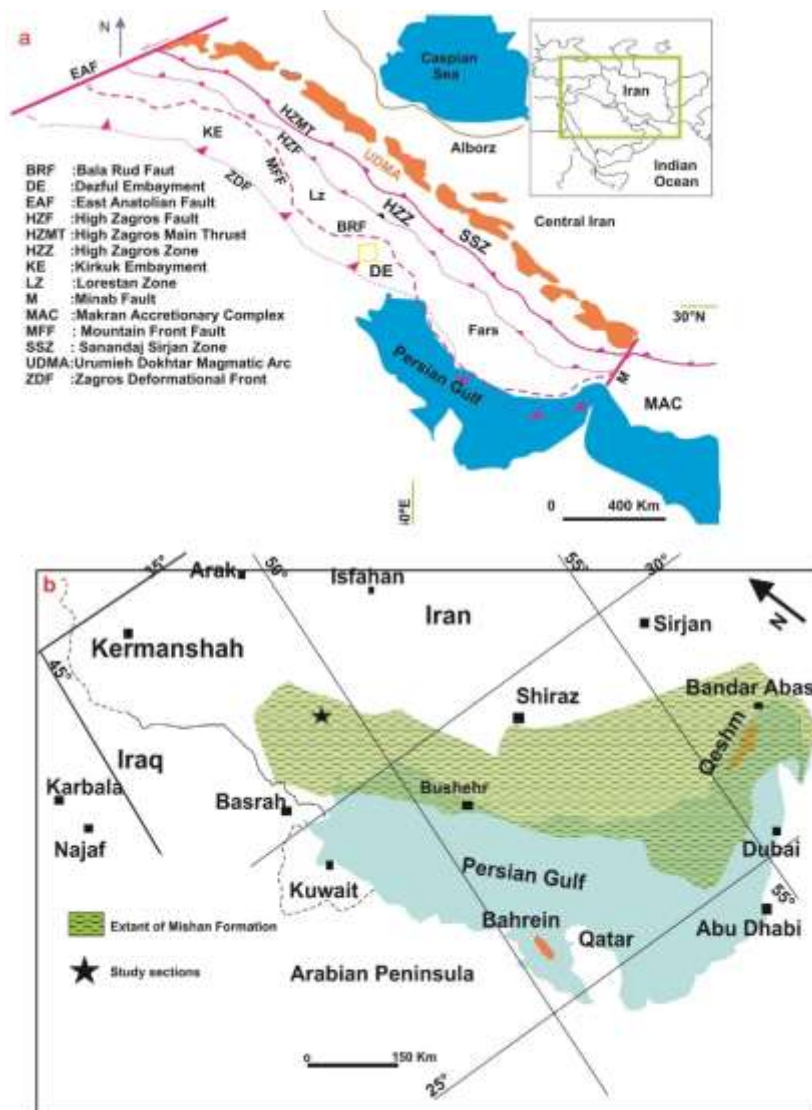 a
N
EAF
Caspian
Sea
Iran
Indian
Ocean
Alborz
KE
HZMT
HZF
UDMA
MFF
ZDF
Lz
HZZ
Central Iran
BRF
SSZ
DE
30°N
Fars
Persian Gulf
M
MAC
BRF :Bala Rud Faut
DE :Dezful Embayment
EAF :East Anatolian Fault
HZF :High Zagros Fault
HZMT :High Zagros Main Thrust
HZZ :High Zagros Zone
KE :Kirkuk Embayment
LZ :Lorestan Zone
M :Minab Fault
MAC :Makran Accretionary Complex
MFF : Mountain Front Fault
SSZ : Sanandaj Sirjan Zone
UDMA:Urumieh Dokhtar Magmatic Arc
ZDF :Zagros Deformational Front
0 400 Km
b
35°
Arak
50°
Isfahan
55°
30°
Iran
N
Sirjan
Kermanshah
45°
Shiraz
Bandar Abas
Iraq
Qeshm
Karbala
Basrah
Bushehr
Najaf
Dubai
Persian Gulf
Kuwait
55°
Bahrein
Qatar
Abu Dhabi
Extant of Mishan Formation
Study sections
Arabian Peninsula
o 150 Km
25°